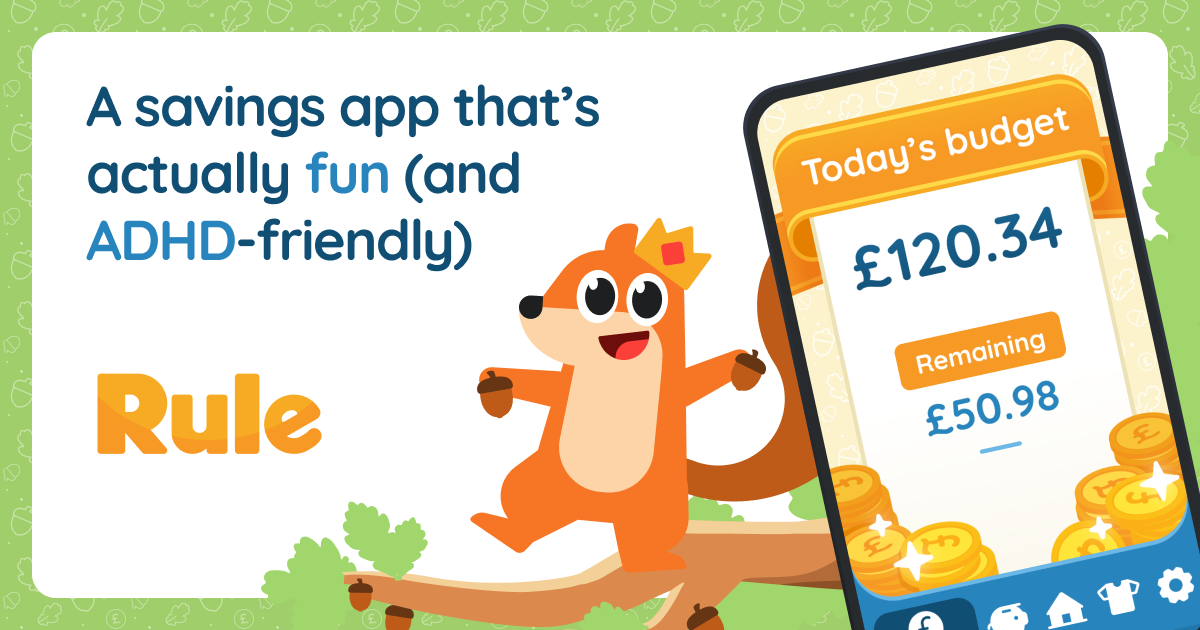 A savings app that’s
actually fun (and
ADHD-friendly)
Rule
Today’s budget
£120.34
Remaining
£50.98